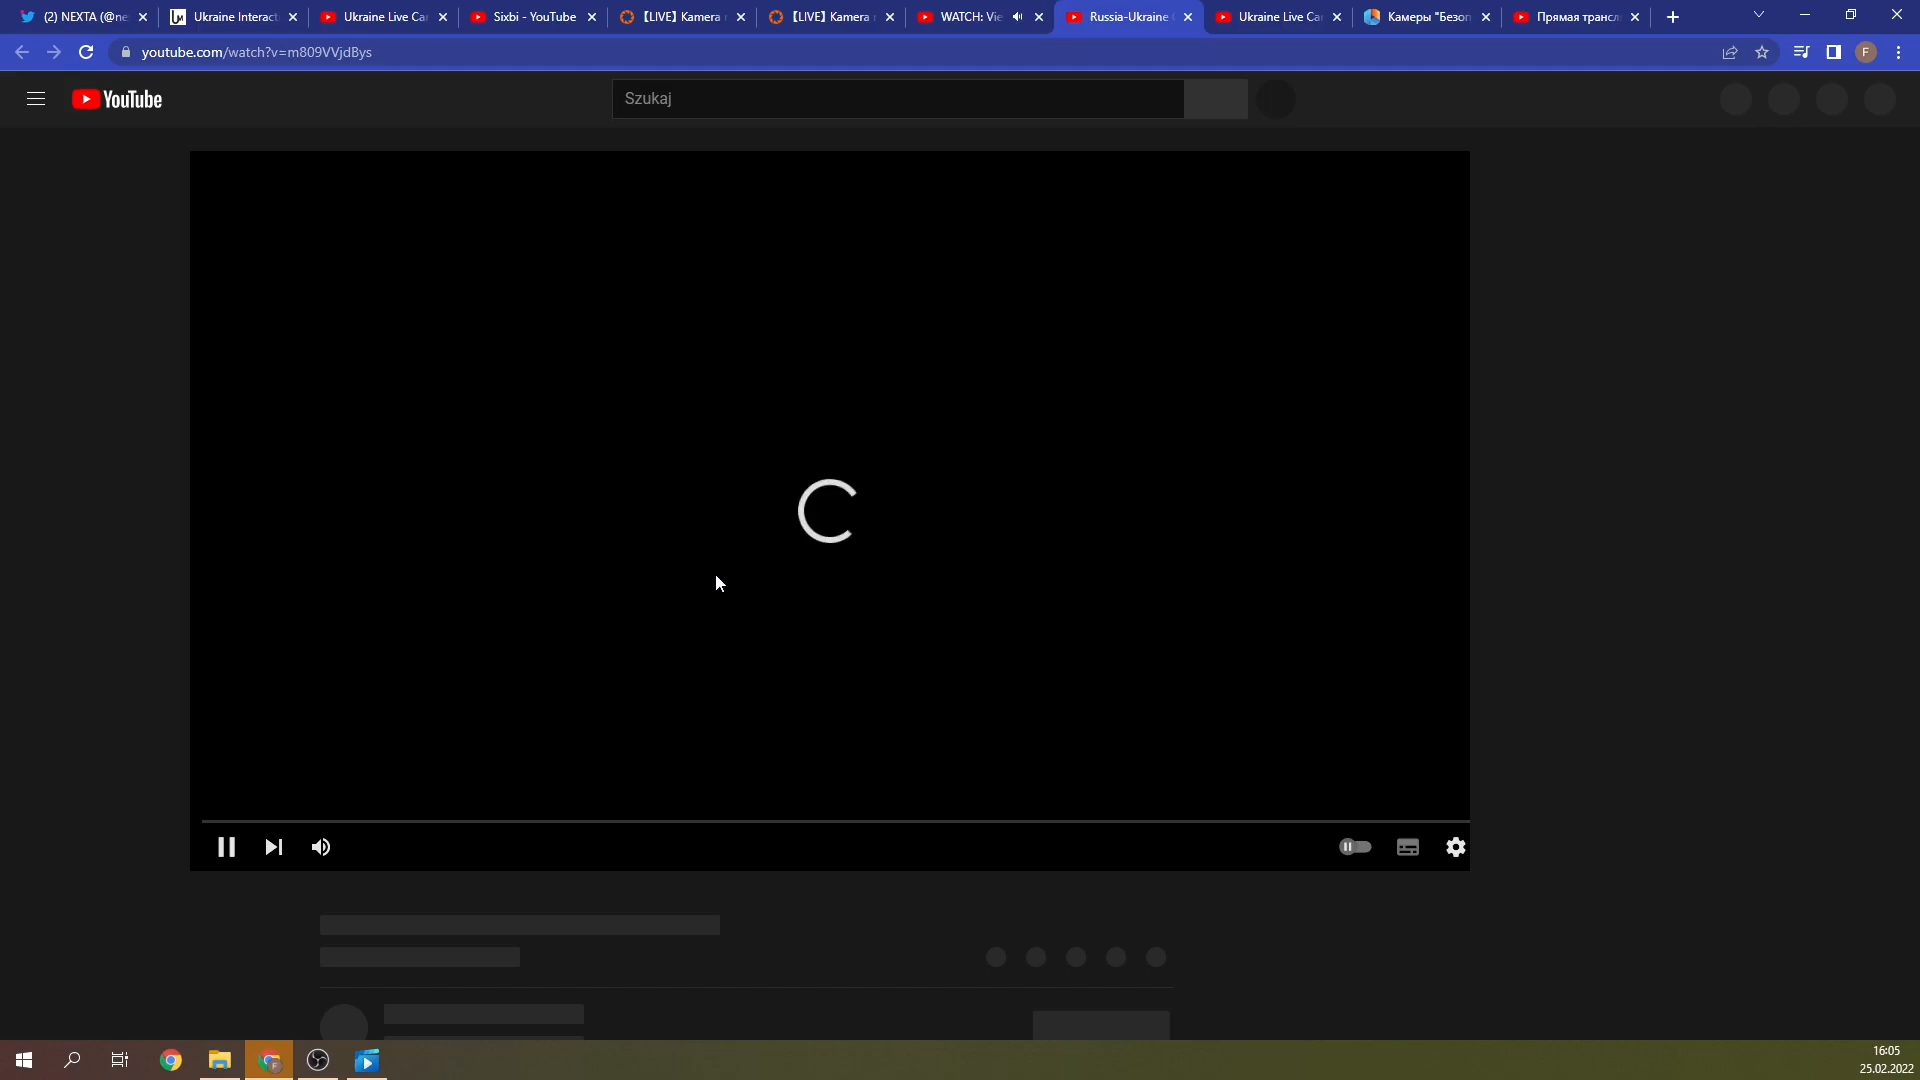 (2) NEXTA (@ne
Ukraine Interact
Ukraine Live Ca
Sixbi - YouTube
【LIVE】 Kamera
【LIVE】 Kamera
WATCH: Vie
Russia-Ukraine
Ukraine Live Ca
Камеры "Безоп
Прямая трансл
youtube.com/watch?v=m809VVjdBys
F
YouTube
Szukaj
F
16:05
25.02.2022